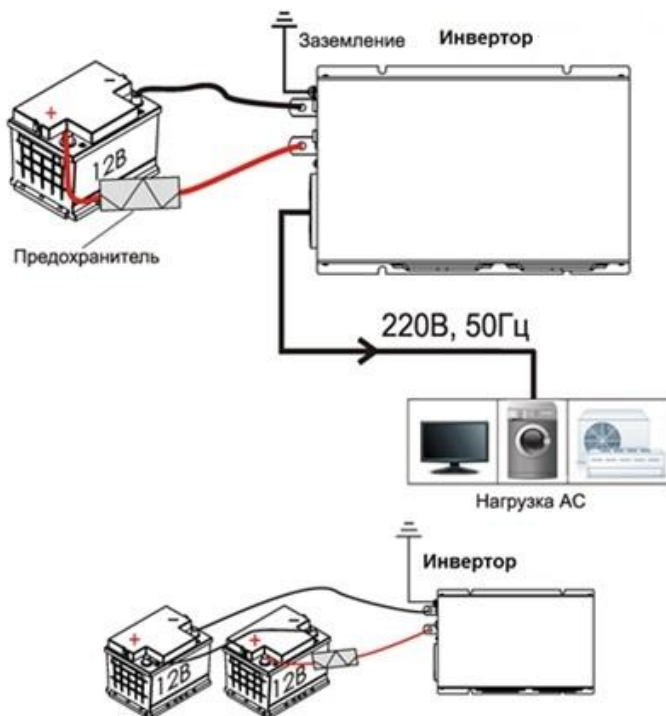 Заземление
Инвертор
+
-
12В
Предохранитель
220В, 50Гц
Нагрузка АС
Инвертор
+
+
12В
12В